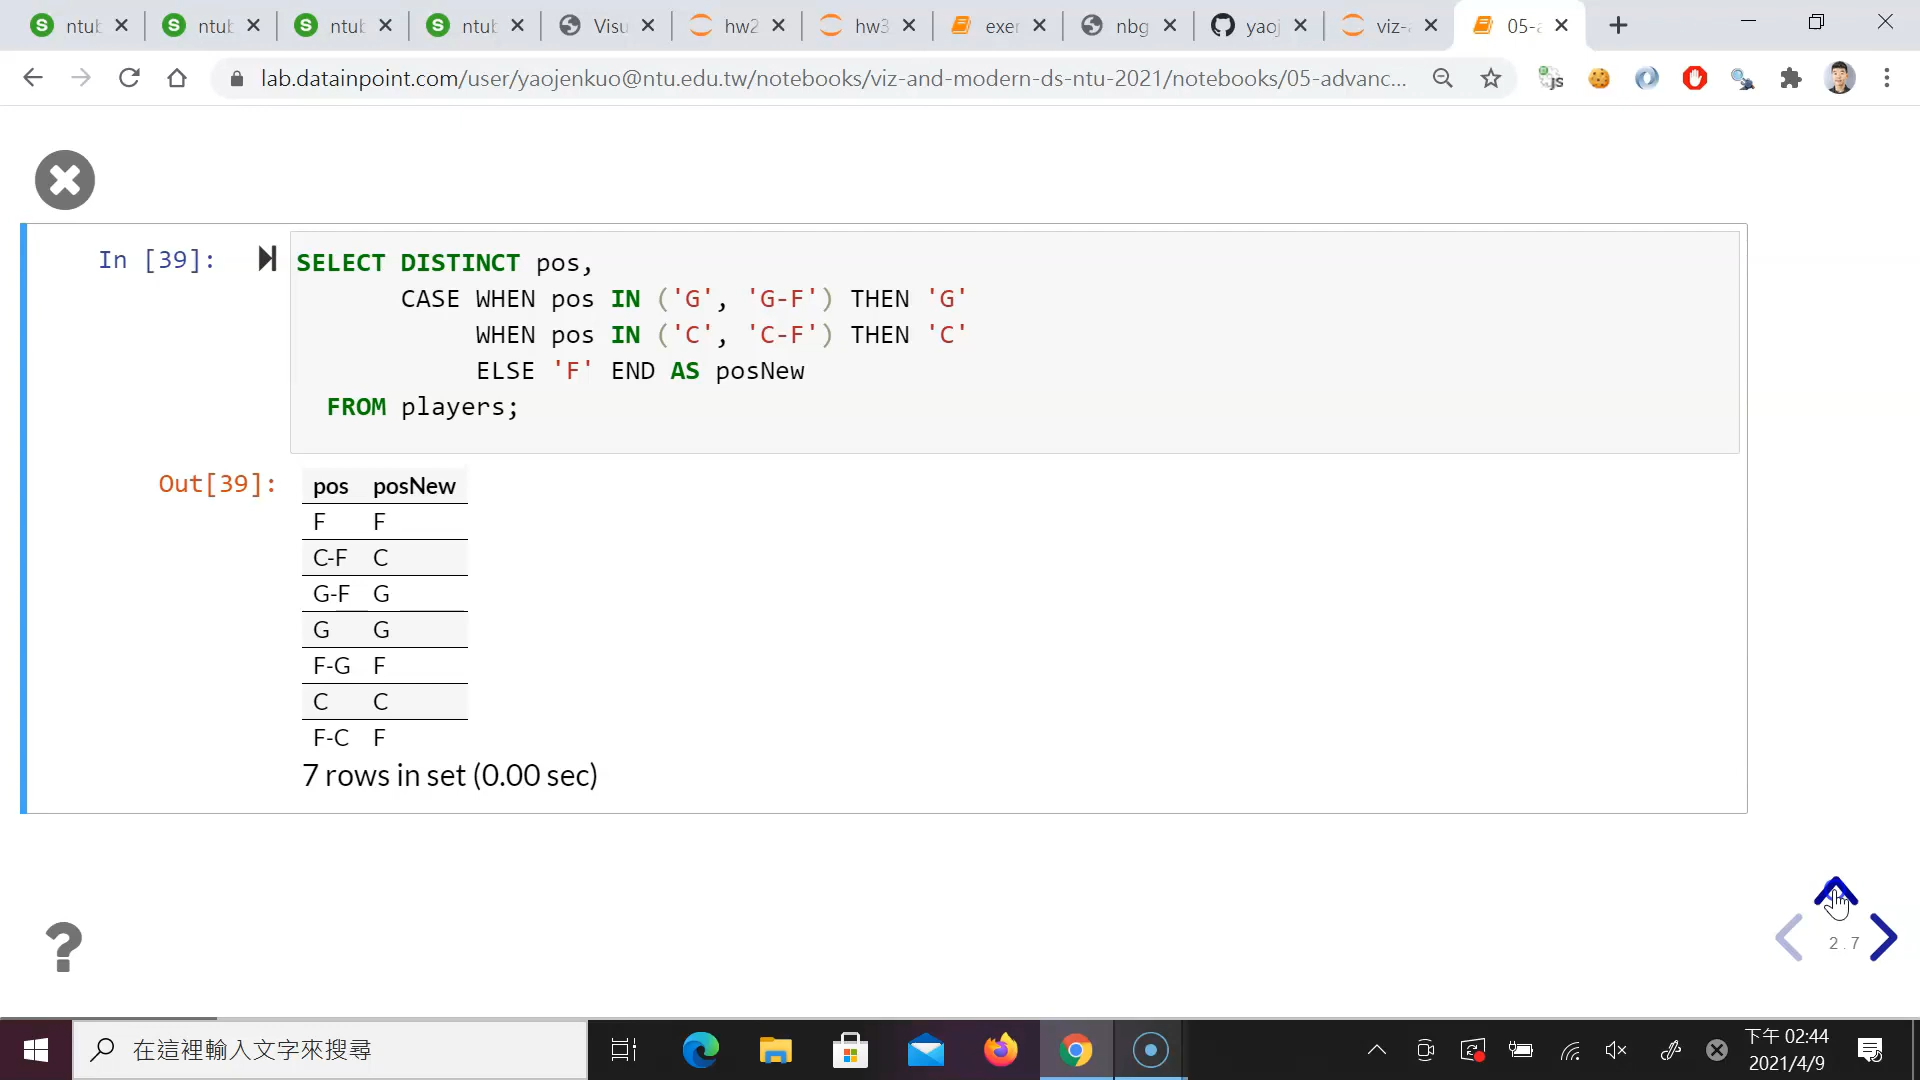 ntub
ntub
ntub
ntub
Visu
hw2
hw3
exer
nbg
yaoj
viz-
05-a
lab.datainpoint.com/user/yaojenkuo@ntu.edu.tw/notebooks/viz-and-modern-ds-ntu-2021/notebooks/05-advanc...
In [39]:
SELECT DISTINCT pos,
CASE WHEN pos IN ('G', 'G-F') THEN 'G'
WHEN pos IN ('C', 'C-F') THEN 'C'
ELSE 'F' END AS posNew
FROM players;
Out[39]:
pos posNew
F F
C-F C
G-F G
G G
F-G F
C C
F-C F
7 rows in set (0.00 sec)
2.7
在這裡輸入文字來搜尋
下午 02:44
2021/4/9